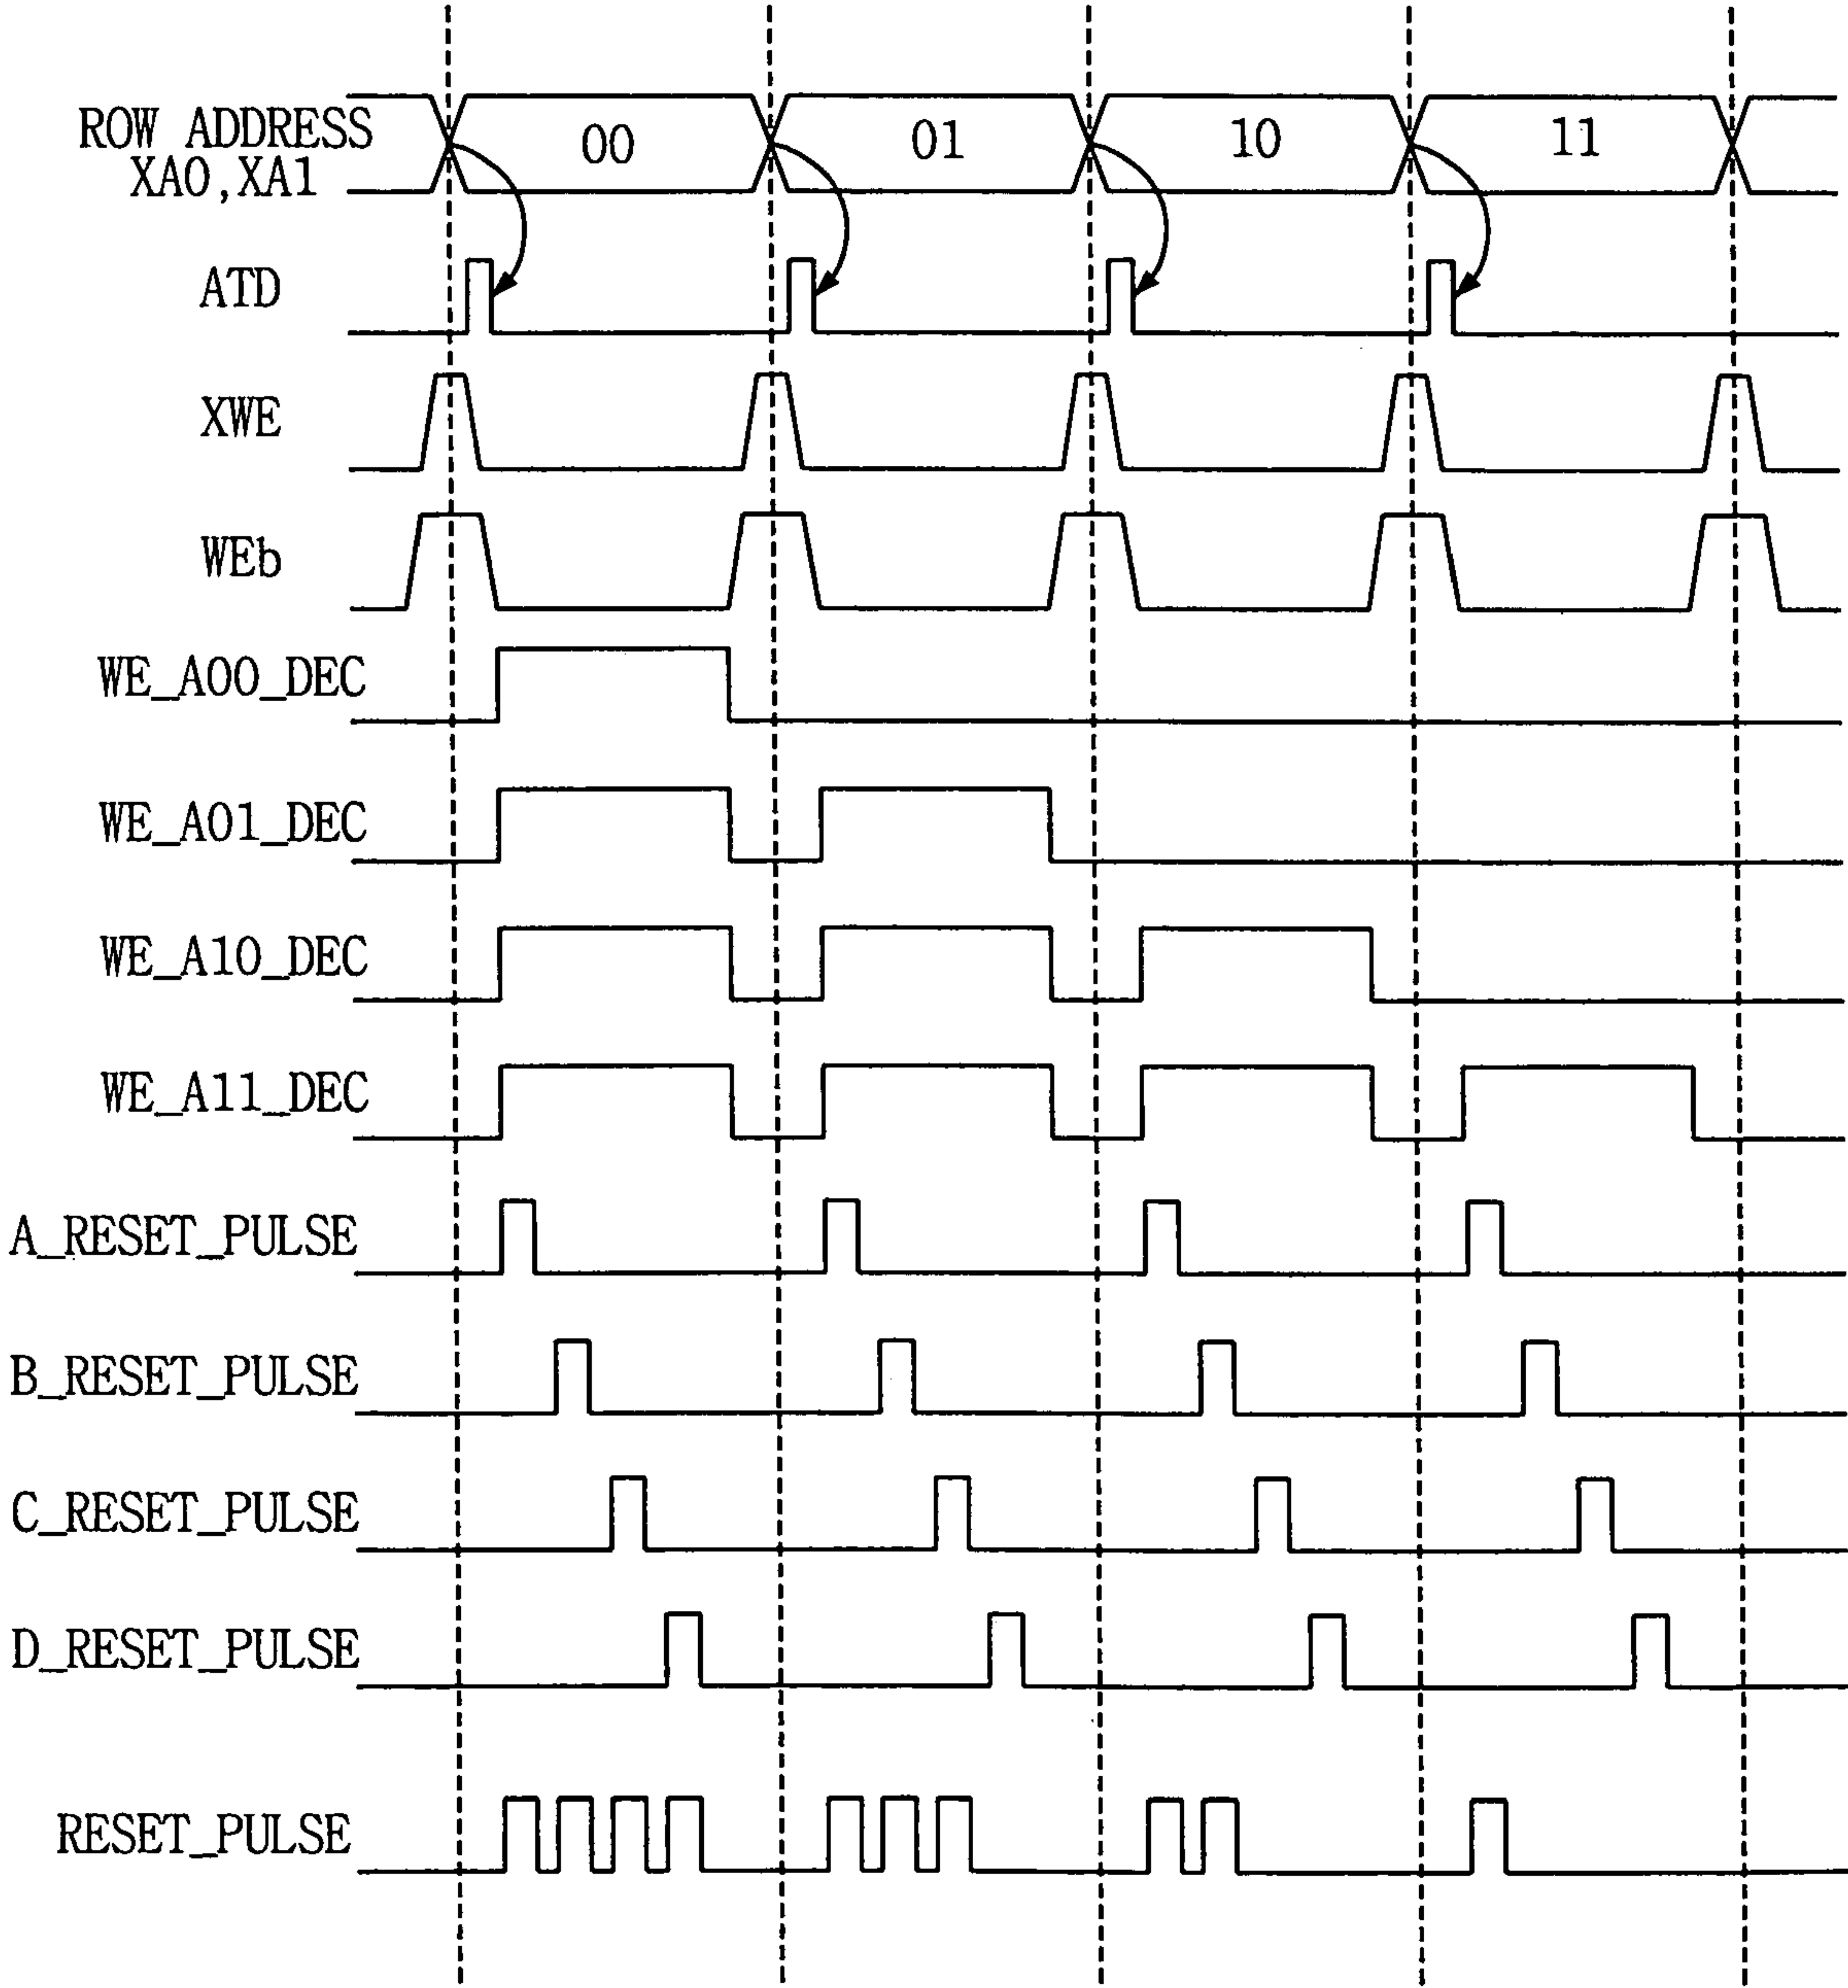 ROW ADDRESS
XA0,XA1
00
01
10
11
ATD
XWE
WEb
WE_A00_DEC
WE_A01_DEC
WE_A10_DEC
WE_A11_DEC
A_RESET_PULSE
B_RESET_PULSE
C_RESET_PULSE
D_RESET_PULSE
RESET_PULSE